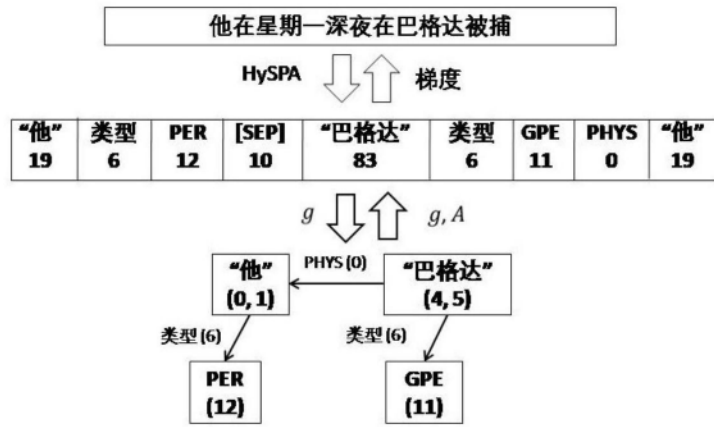 他在星期一深夜在巴格达被捕
HySPA 梯度
“他” 类型 PER [SEP] “巴格达” 类型 GPE PHYS “他”
19 6 12 10 83 6 11 0 19
g g, A
“他” PHYS (0) “巴格达”
(0, 1) (4, 5)
类型 (6) 类型 (6)
PER GPE
(12) (11)